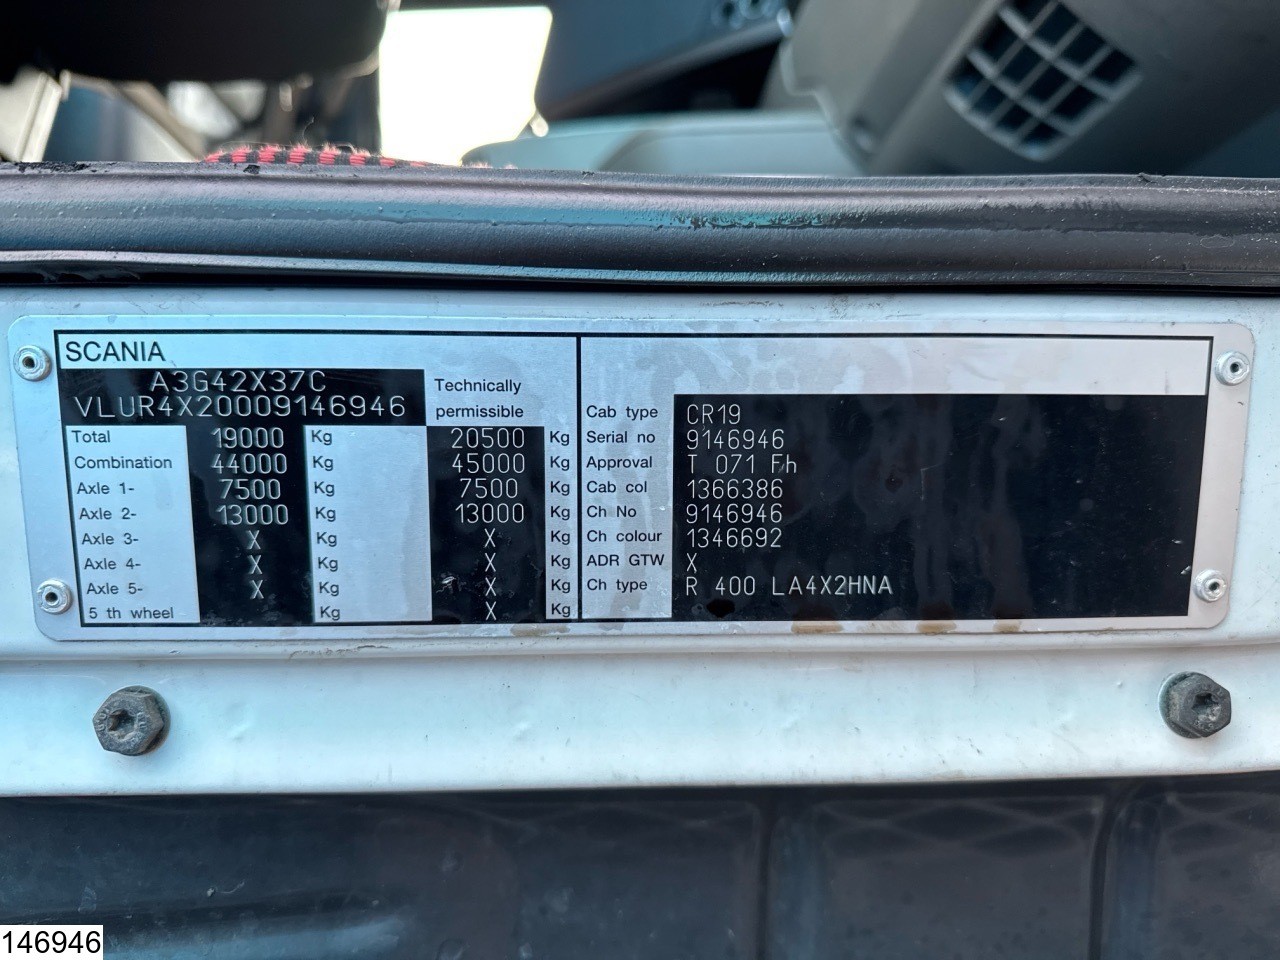 SCANIA
A3G42X37C
VLUR4X20009146946
Technically
permissible
Total 19000 Kg 20500 Kg
Combination 44000 Kg 45000 Kg
Axle 1- 7500 Kg 7500 Kg
Axle 2- 13000 Kg 13000 Kg
Axle 3- X Kg X Kg
Axle 4- X Kg X Kg
Axle 5- X Kg X Kg
5 th wheel Kg X Kg
Cab type CR19
Serial no 9146946
Approval T 071 Fh
Cab col 1366386
Ch No 9146946
Ch colour 1346692
ADR GTW X
Ch type R 400 LA4X2HNA
146946